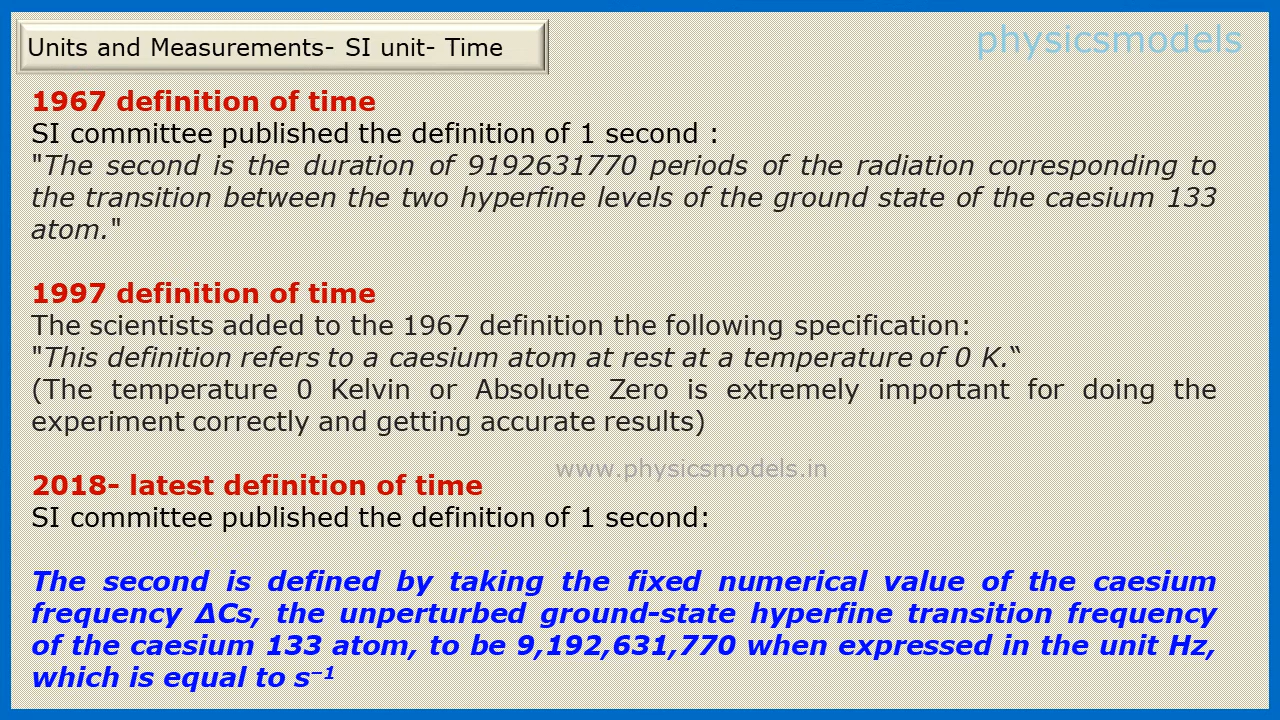 Units and Measurements- SI unit- Time
physicsmodels
1967 definition of time
SI committee published the definition of 1 second :
"The second is the duration of 9192631770 periods of the radiation corresponding to
the transition between the two hyperfine levels of the ground state of the caesium 133
atom."
1997 definition of time
The scientists added to the 1967 definition the following specification:
"This definition refers to a caesium atom at rest at a temperature of 0 K.“
(The temperature 0 Kelvin or Absolute Zero is extremely important for doing the
experiment correctly and getting accurate results)
www.physicsmodels.in
2018- latest definition of time
SI committee published the definition of 1 second:
The second is defined by taking the fixed numerical value of the caesium
frequency ΔCs, the unperturbed ground-state hyperfine transition frequency
of the caesium 133 atom, to be 9,192,631,770 when expressed in the unit Hz,
which is equal to s⁻¹